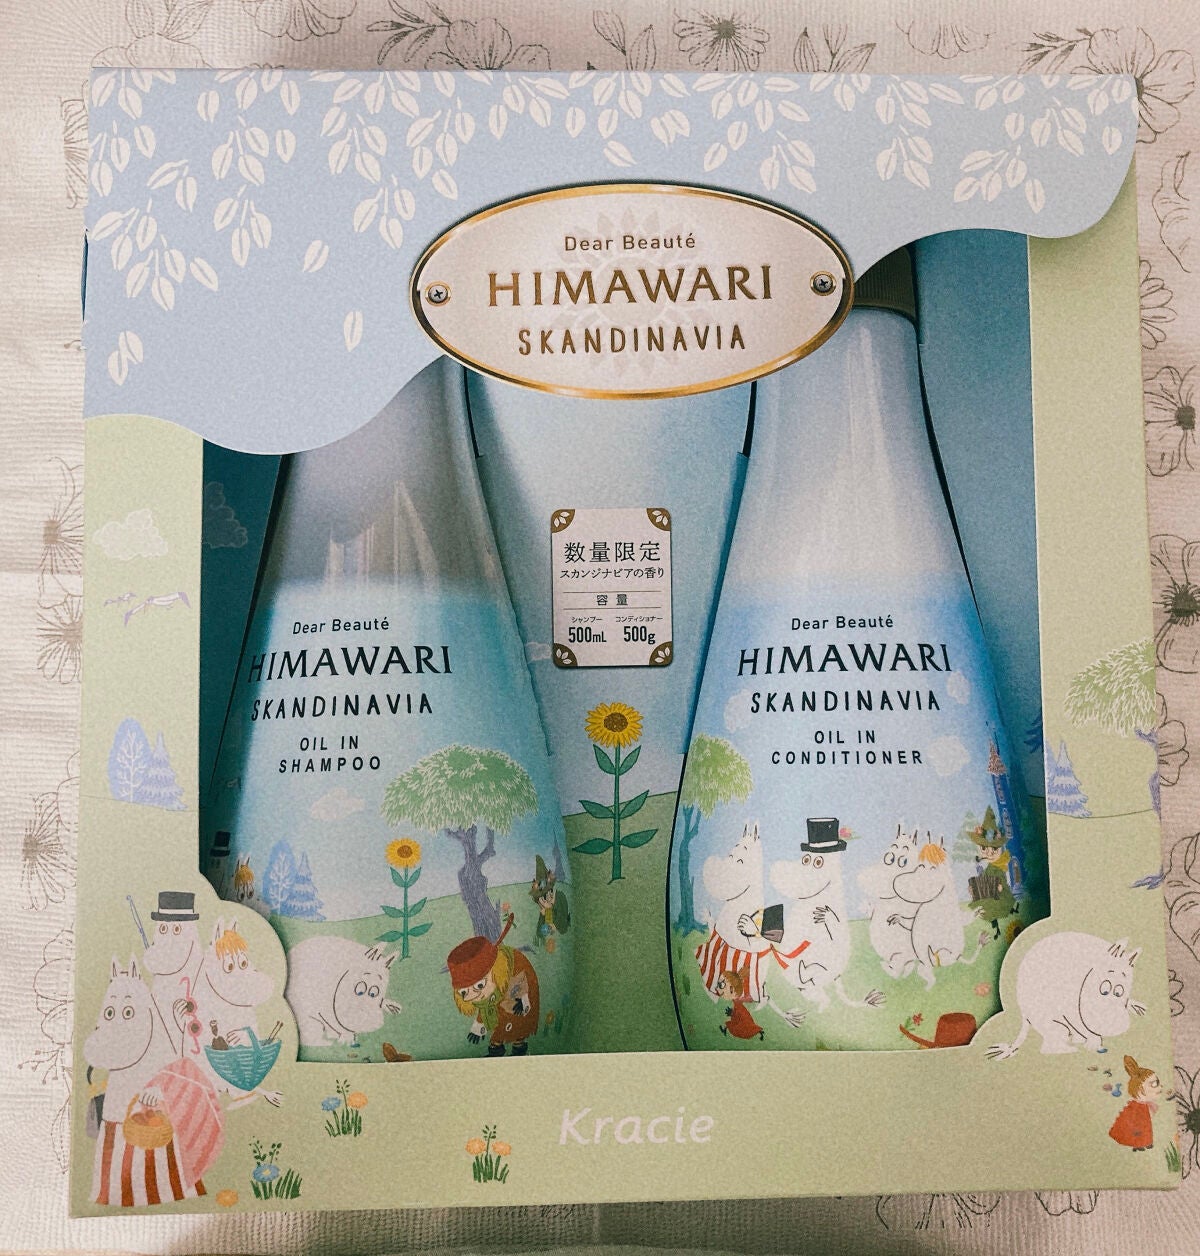 Dear Beauté
HIMAWARI
SKANDINAVIA
数量限定
スカンジナビアの香り
容量
シャンプー コンディショナー
500mL 500g
Dear Beauté
HIMAWARI
SKANDINAVIA
OIL IN
SHAMPOO
Dear Beauté
HIMAWARI
SKANDINAVIA
OIL IN
CONDITIONER
Kracie